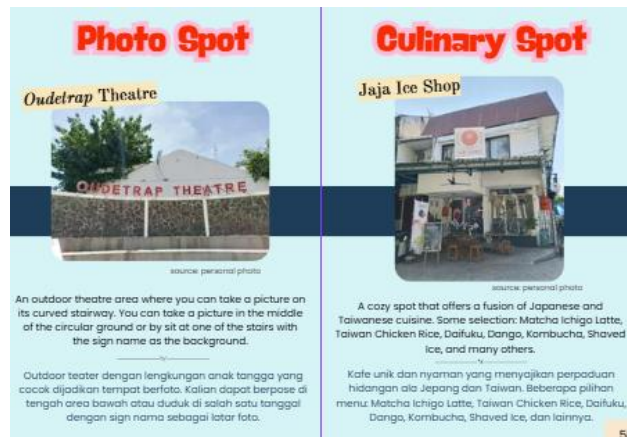 Photo Spot
Oudetrap Theatre
OUDETRAP THEATRE
source: personal photo
An outdoor theatre area where you can take a picture on
its curved stairway. You can take a picture in the middle
of the circular ground or by sit at one of the stairs with
the sign name as the background.
Outdoor teater dengan lengkungan anak tangga yang
cocok dijadikan tempat berfoto. Kalian dapat berpose di
tengah area bawah atau duduk di salah satu tanggal
dengan sign nama sebagai latar foto.
Culinary Spot
Jaja Ice Shop
source: personal photo
A cozy spot that offers a fusion of Japanese and
Taiwanese cuisine. Some selection: Matcha Ichigo Latte,
Taiwan Chicken Rice, Daifuku, Dango, Kombucha, Shaved
Ice, and many others.
Kafe unik dan nyaman yang menyajikan perpaduan
hidangan ala Jepang dan Taiwan. Beberapa pilihan
menu: Matcha Ichigo Latte, Taiwan Chicken Rice, Daifuku,
Dango, Kombucha, Shaved Ice, dan lainnya.
5